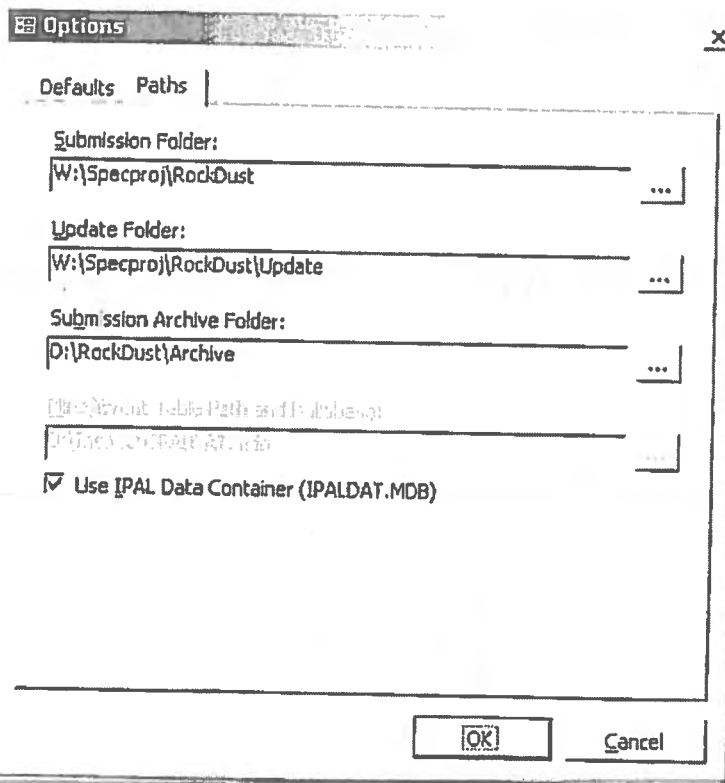 Options
Defaults Paths
Submission Folder:
W:\Specproj\RockDust
...
Update Folder:
W:\Specproj\RockDust\Update
...
Submission Archive Folder:
D:\RockDust\Archive
...
...
Use IPAL Data Container (IPALDAT.MDB)
OK
Cancel